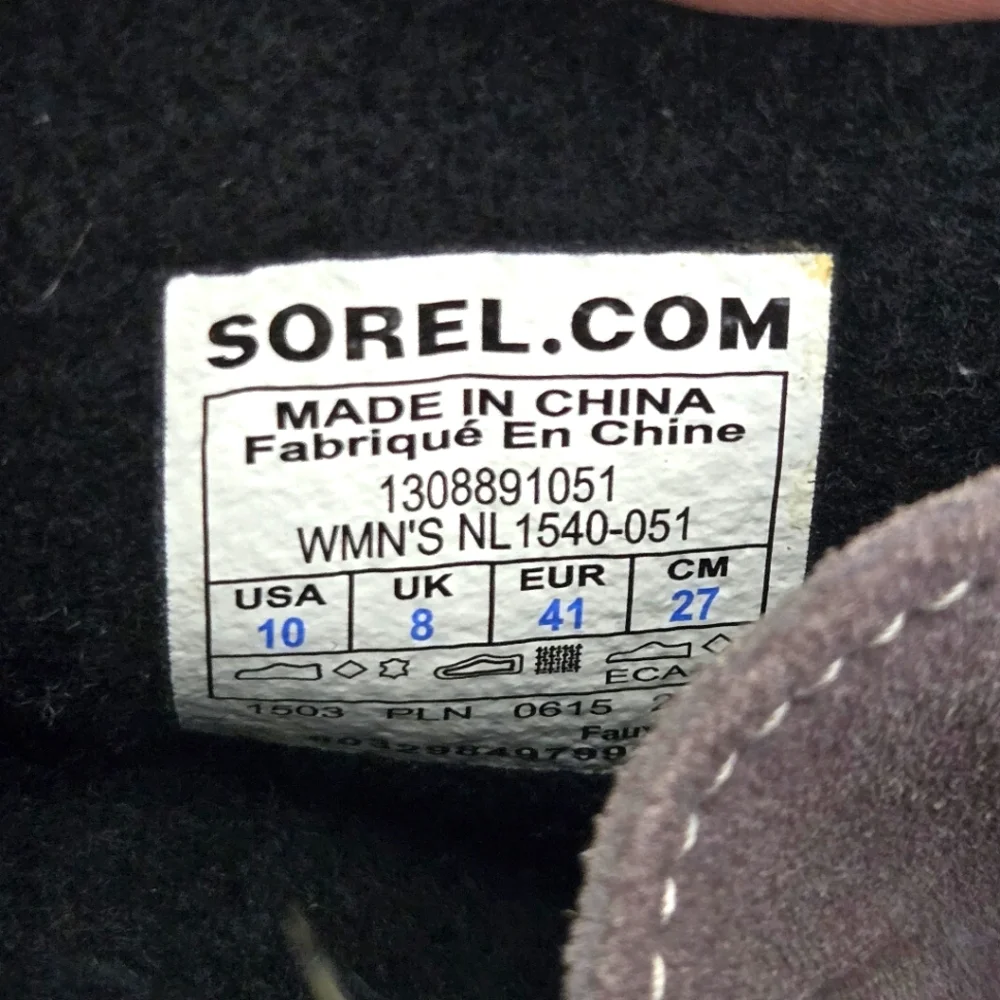 SOREL.COM
MADE IN CHINA
Fabriqué En Chine
1308891051
WMN'S NL1540-051
USA UK EUR CM
10 8 41 27
ECA
1503 PLN 0615